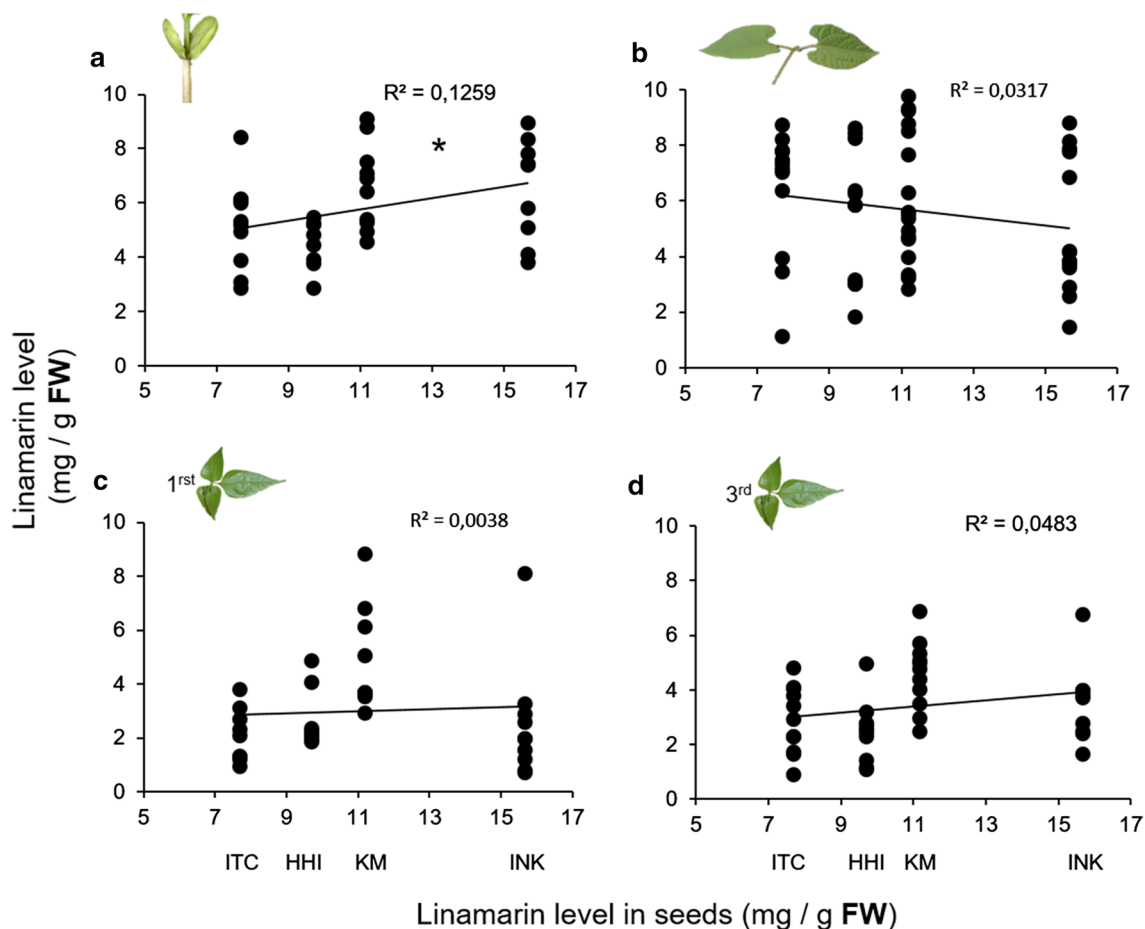 a
R² = 0,1259
*
10
8
6
4
2
0
5 7 9 11 13 15 17
b
R² = 0,0317
10
8
6
4
2
0
5 7 9 11 13 15 17
Linamarin level
(mg / g FW)
c
1rst
R² = 0,0038
10
8
6
4
2
0
5 7 9 11 13 15 17
ITC HHI KM INK
d
3rd
R² = 0,0483
10
8
6
4
2
0
5 7 9 11 13 15 17
ITC HHI KM INK
Linamarin level in seeds (mg / g FW)